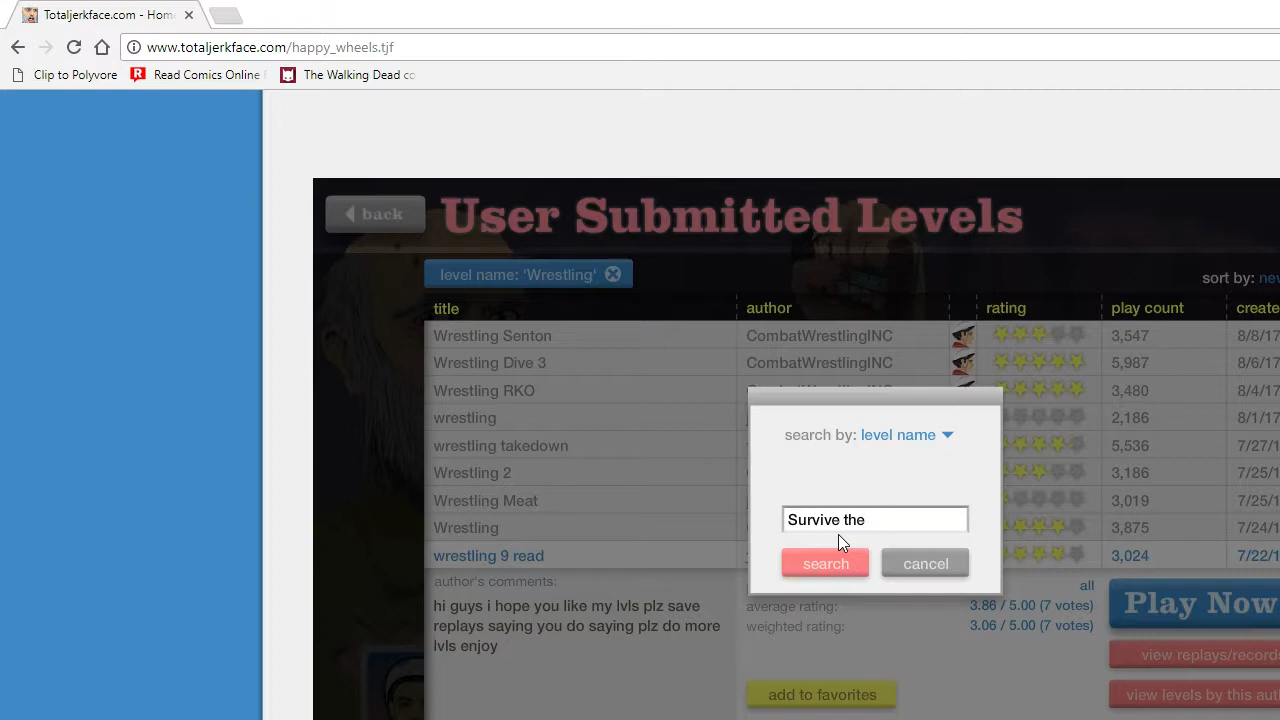 Totaljerkface.com - Hom
www.totaljerkface.com/happy_wheels.tjf
Clip to Polyvore
Read Comics Online
The Walking Dead co
back
User Submitted Levels
level name: 'Wrestling'
sort by: ne
title author rating play count create
Wrestling Senton CombatWrestlingINC 3,547 8/8/17
Wrestling Dive 3 CombatWrestlingINC 5,987 8/6/17
Wrestling RKO 3,480 8/4/17
wrestling 2,186 8/1/17
wrestling takedown 5,536 7/27/1
Wrestling 2 3,186 7/25/1
Wrestling Meat 3,019 7/25/1
Wrestling 3,875 7/24/1
wrestling 9 read 3,024 7/22/1
search by: level name
Survive the
search cancel
author's comments:
hi guys i hope you like my lvls plz save
replays saying you do saying plz do more
lvls enjoy
all
average rating: 3.86 / 5.00 (7 votes)
weighted rating: 3.06 / 5.00 (7 votes)
add to favorites
Play Now
view replays/records
view levels by this aut